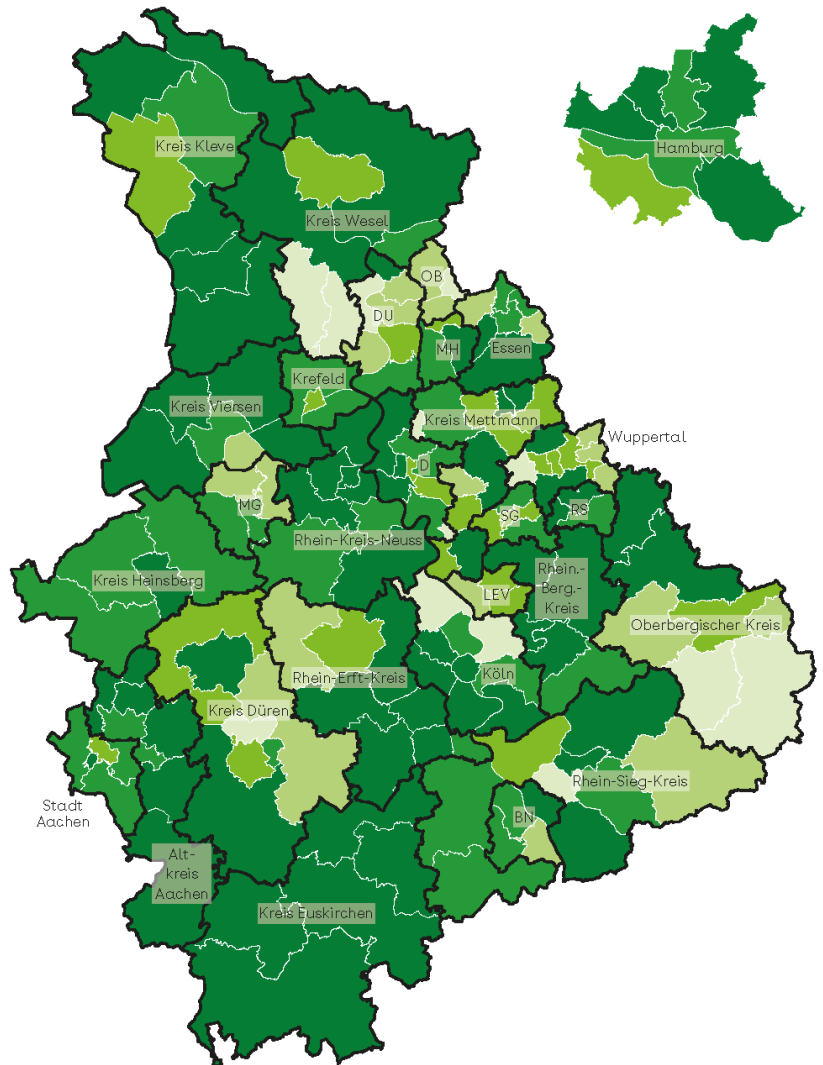 Kreis Kleve
Hamburg
Kreis Wesel
OB
DU
MH
Essen
Krefeld
Kreis Viersen
Kreis Mettmann
Wuppertal
D
MG
SG
RS
Rhein-Kreis-Neuss
Kreis Heinsberg
Rhein.-
Berg.-
Kreis
LEV
Oberbergischer Kreis
Rhein-Erft-Kreis
Köln
Kreis Düren
Rhein-Sieg-Kreis
Stadt
Aachen
BN
Alt-
kreis
Aachen
Kreis Euskirchen